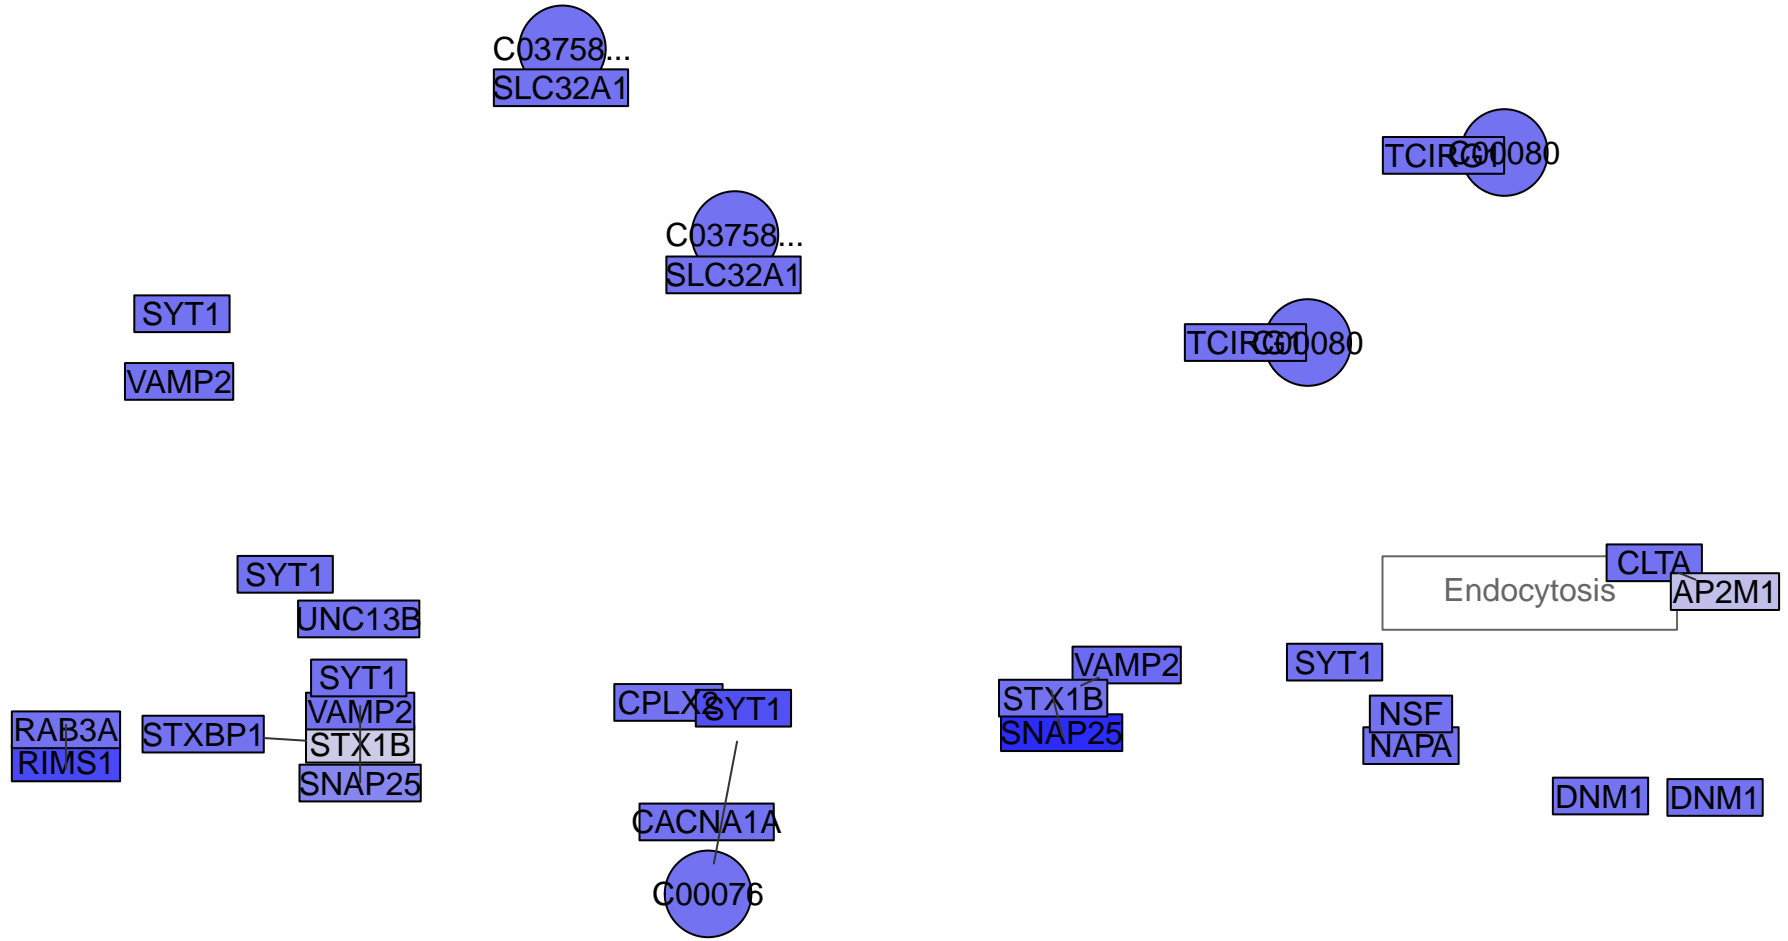 C03758...
SLC32A1
TCIRG1
C00080
C03758...
SLC32A1
SYT1
TCIRG1
C00080
VAMP2
SYT1
CLTA
Endocytosis
AP2M1
UNC13B
SYT1
VAMP2
SYT1
CPLX2
SYT1
STX1B
VAMP2
NSF
RAB3A
STXBP1
STX1B
SNAP25
NAPA
RIMS1
SNAP25
DNM1
DNM1
CACNA1A
C00076